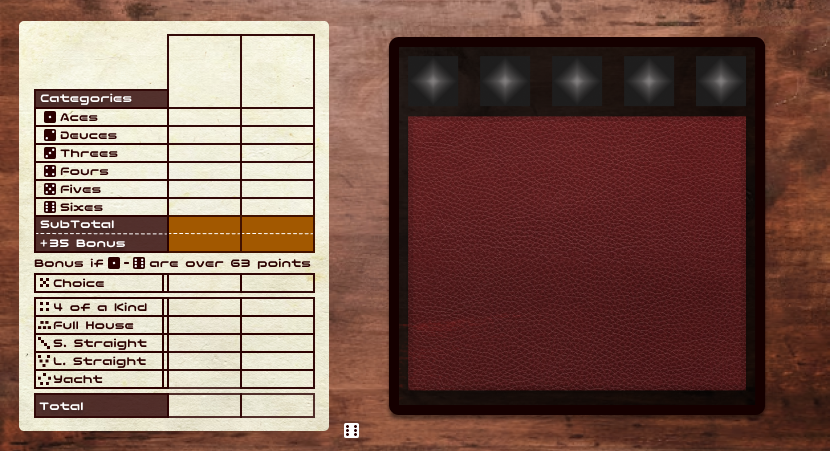 Categories
Aces
Deuces
Threes
Fours
Fives
Sixes
SubTotal
+35 Bonus
Bonus if - are over 63 points
Choice
4 of a Kind
Full House
S. Straight
L. Straight
Yacht
Total